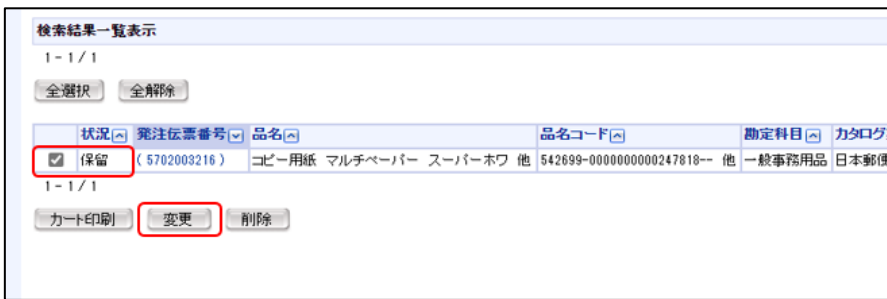 検索結果一覧表示
1 - 1 / 1
全選択 全解除
状況 発注伝票番号 品名 品名コード 勘定科目 カタログ
保留 (5702003216) コピー用紙 マルチペーパー スーパーホワ 他 542699-0000000000247818-- 他 一般事務用品 日本郵便
1 - 1 / 1
カート印刷 変更 削除